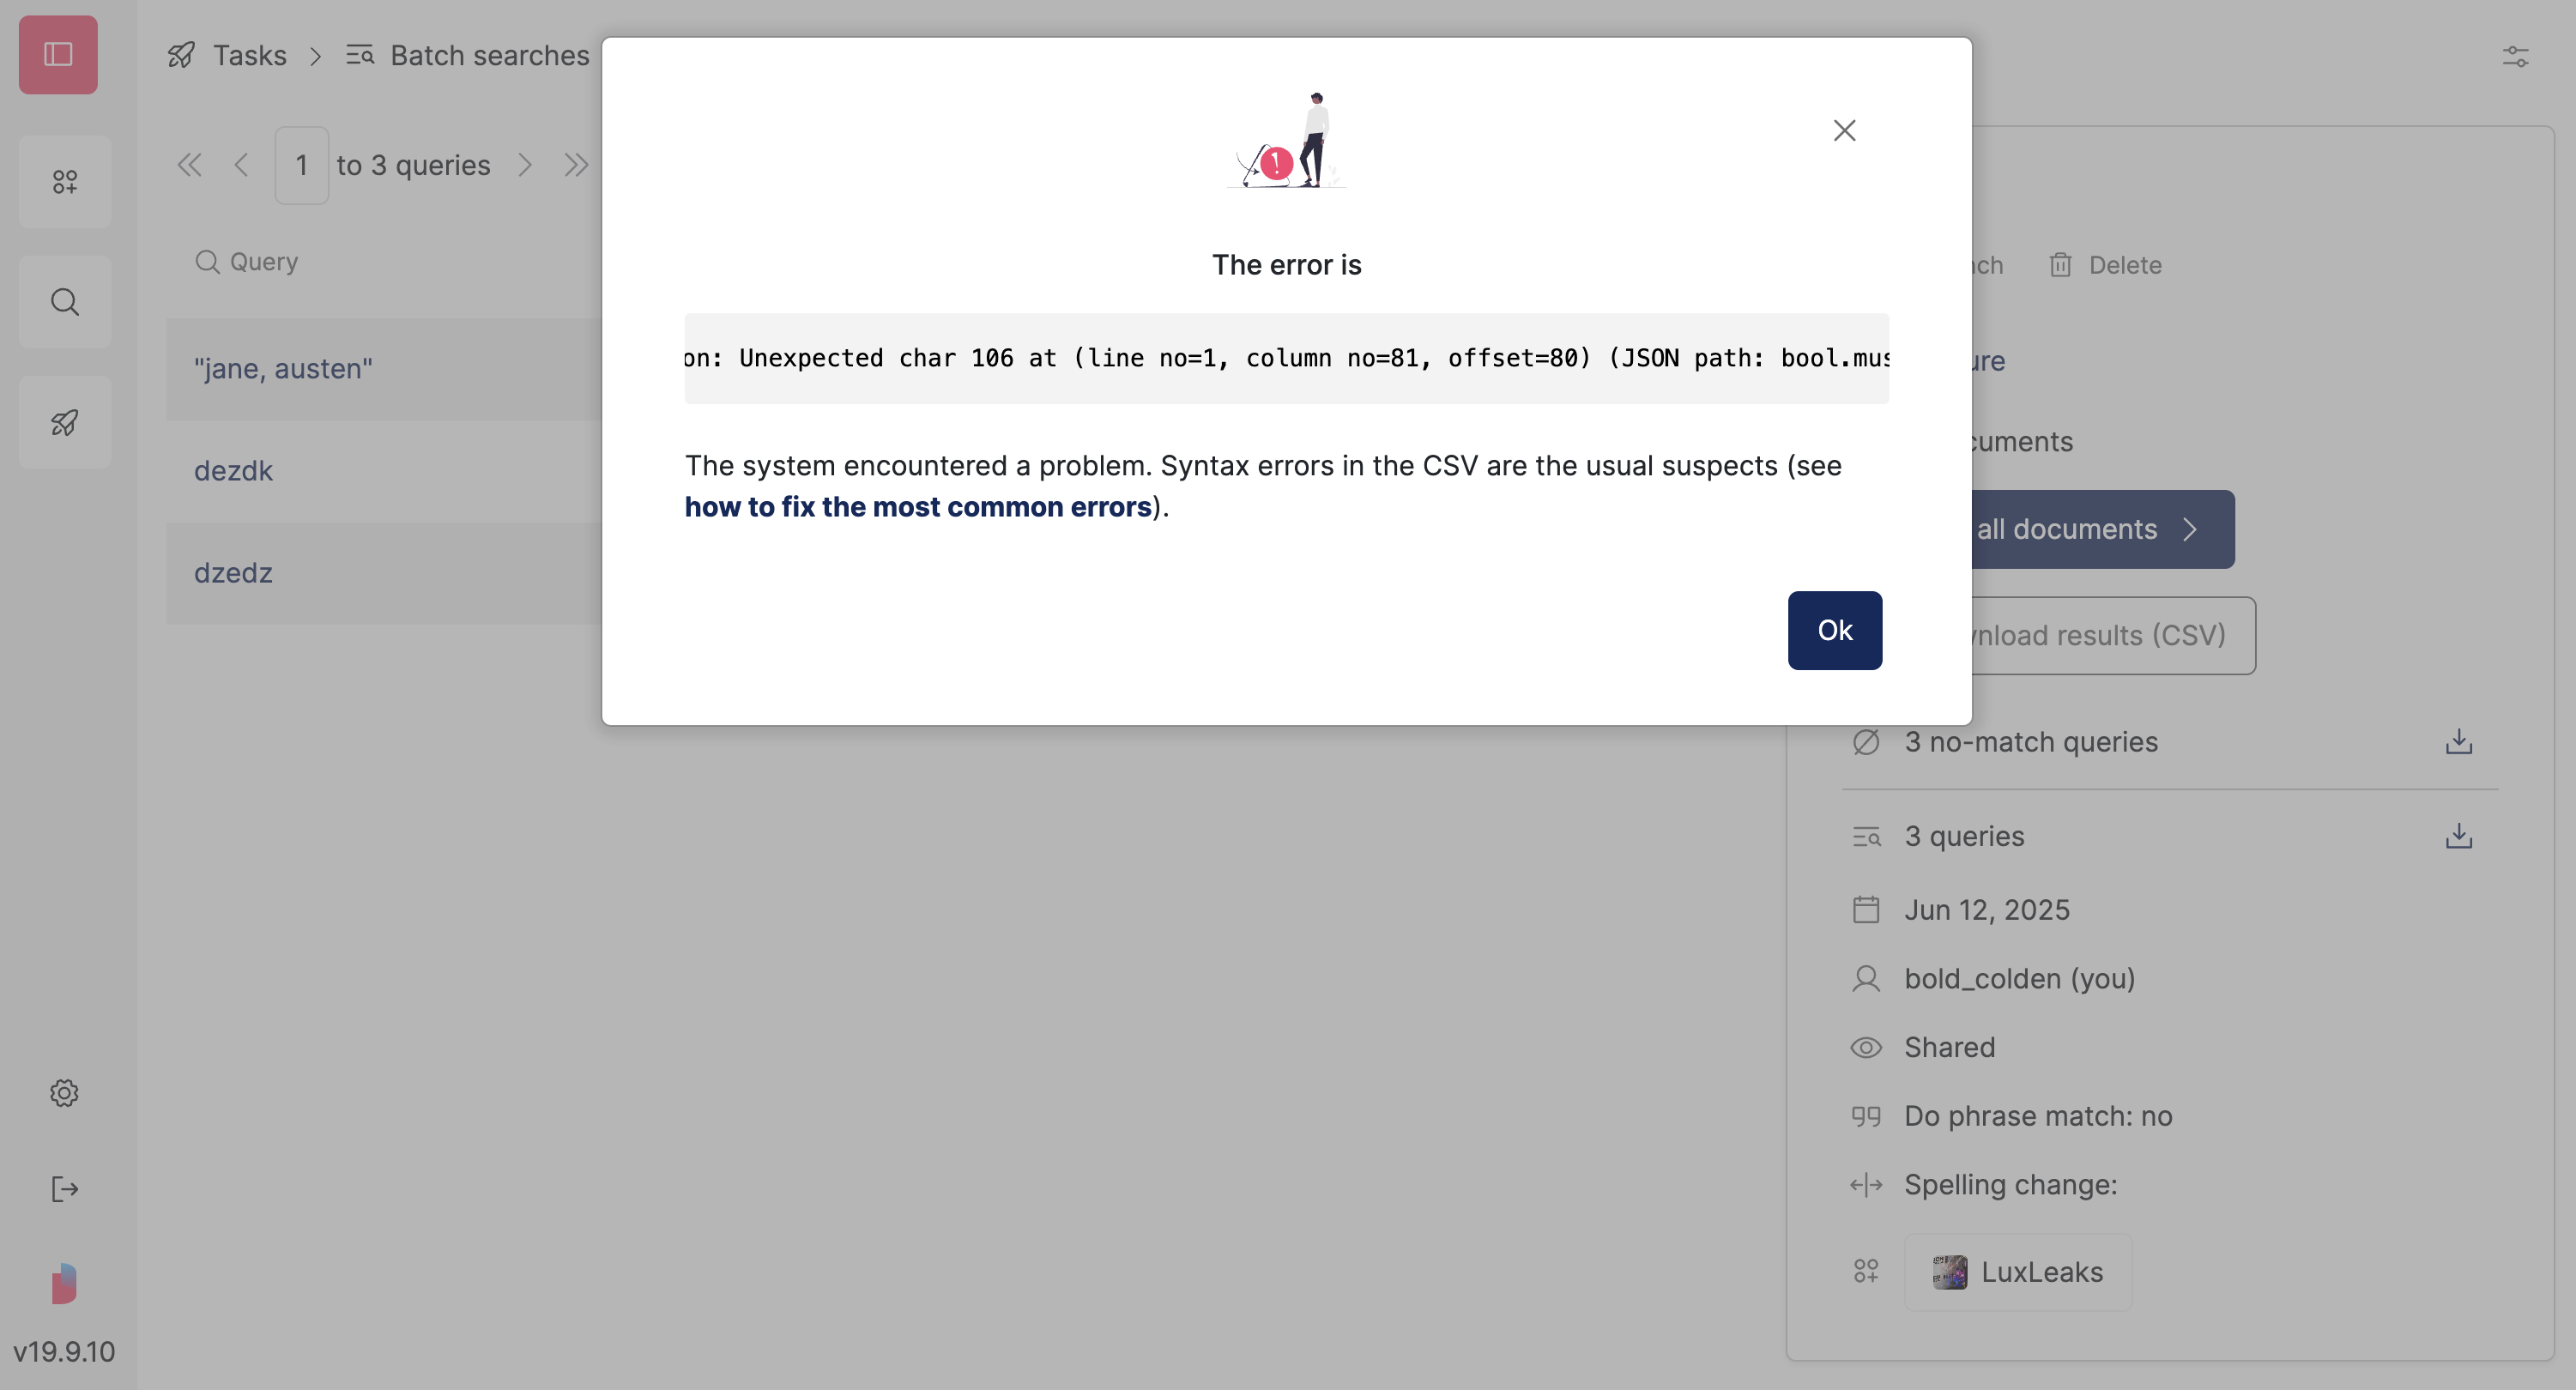 Tasks > Batch searches
1 to 3 queries
Query
"jane, austen"
dezdk
dzedz
v19.9.10
The error is
on: Unexpected char 106 at (line no=1, column no=81, offset=80) (JSON path: bool.mus
The system encountered a problem. Syntax errors in the CSV are the usual suspects (see
how to fix the most common errors).
Ok
Delete
all documents
results (CSV)
3 no-match queries
3 queries
Jun 12, 2025
bold_colden (you)
Shared
Do phrase match: no
Spelling change:
LuxLeaks